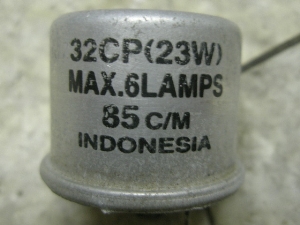 32CP(23W)
MAX.6LAMPS
85 C/M
INDONESIA